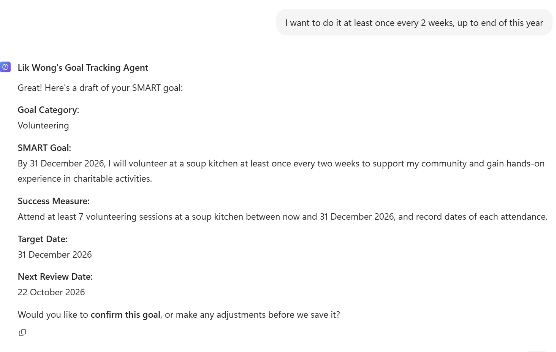 I want to do it at least once every 2 weeks, up to end of this year
Lik Wong's Goal Tracking Agent
Great! Here's a draft of your SMART goal:
Goal Category:
Volunteering
SMART Goal:
By 31 December 2026, I will volunteer at a soup kitchen at least once every two weeks to support my community and gain hands-on
experience in charitable activities.
Success Measure:
Attend at least 7 volunteering sessions at a soup kitchen between now and 31 December 2026, and record dates of each attendance.
Target Date:
31 December 2026
Next Review Date:
22 October 2026
Would you like to confirm this goal, or make any adjustments before we save it?